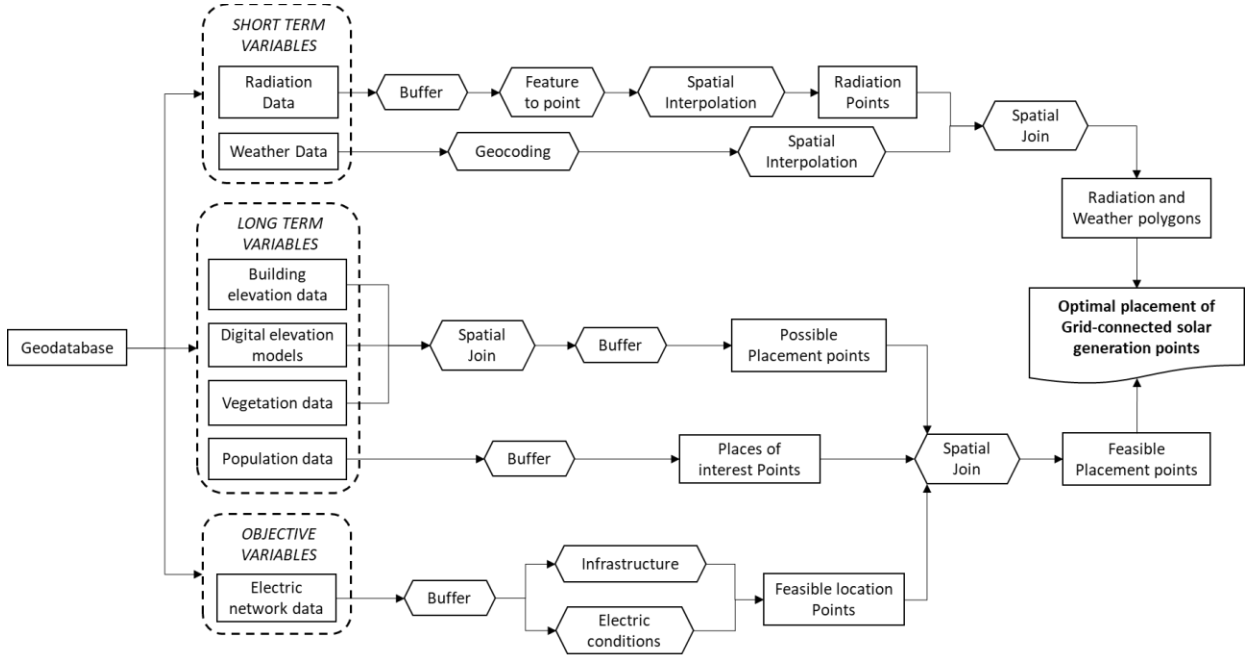 SHORT TERM
VARIABLES
Radiation
Data
Buffer
Feature
to point
Spatial
Interpolation
Radiation
Points
Spatial
Join
Weather Data
Geocoding
Spatial
Interpolation
Radiation and
Weather polygons
LONG TERM
VARIABLES
Building
elevation data
Geodatabase
Digital elevation
models
Spatial
Join
Buffer
Possible
Placement points
Optimal placement of
Grid-connected solar
generation points
Vegetation data
Population data
Buffer
Places of
interest Points
Spatial
Join
Feasible
Placement points
OBJECTIVE
VARIABLES
Electric
network data
Buffer
Infrastructure
Electric
conditions
Feasible location
Points